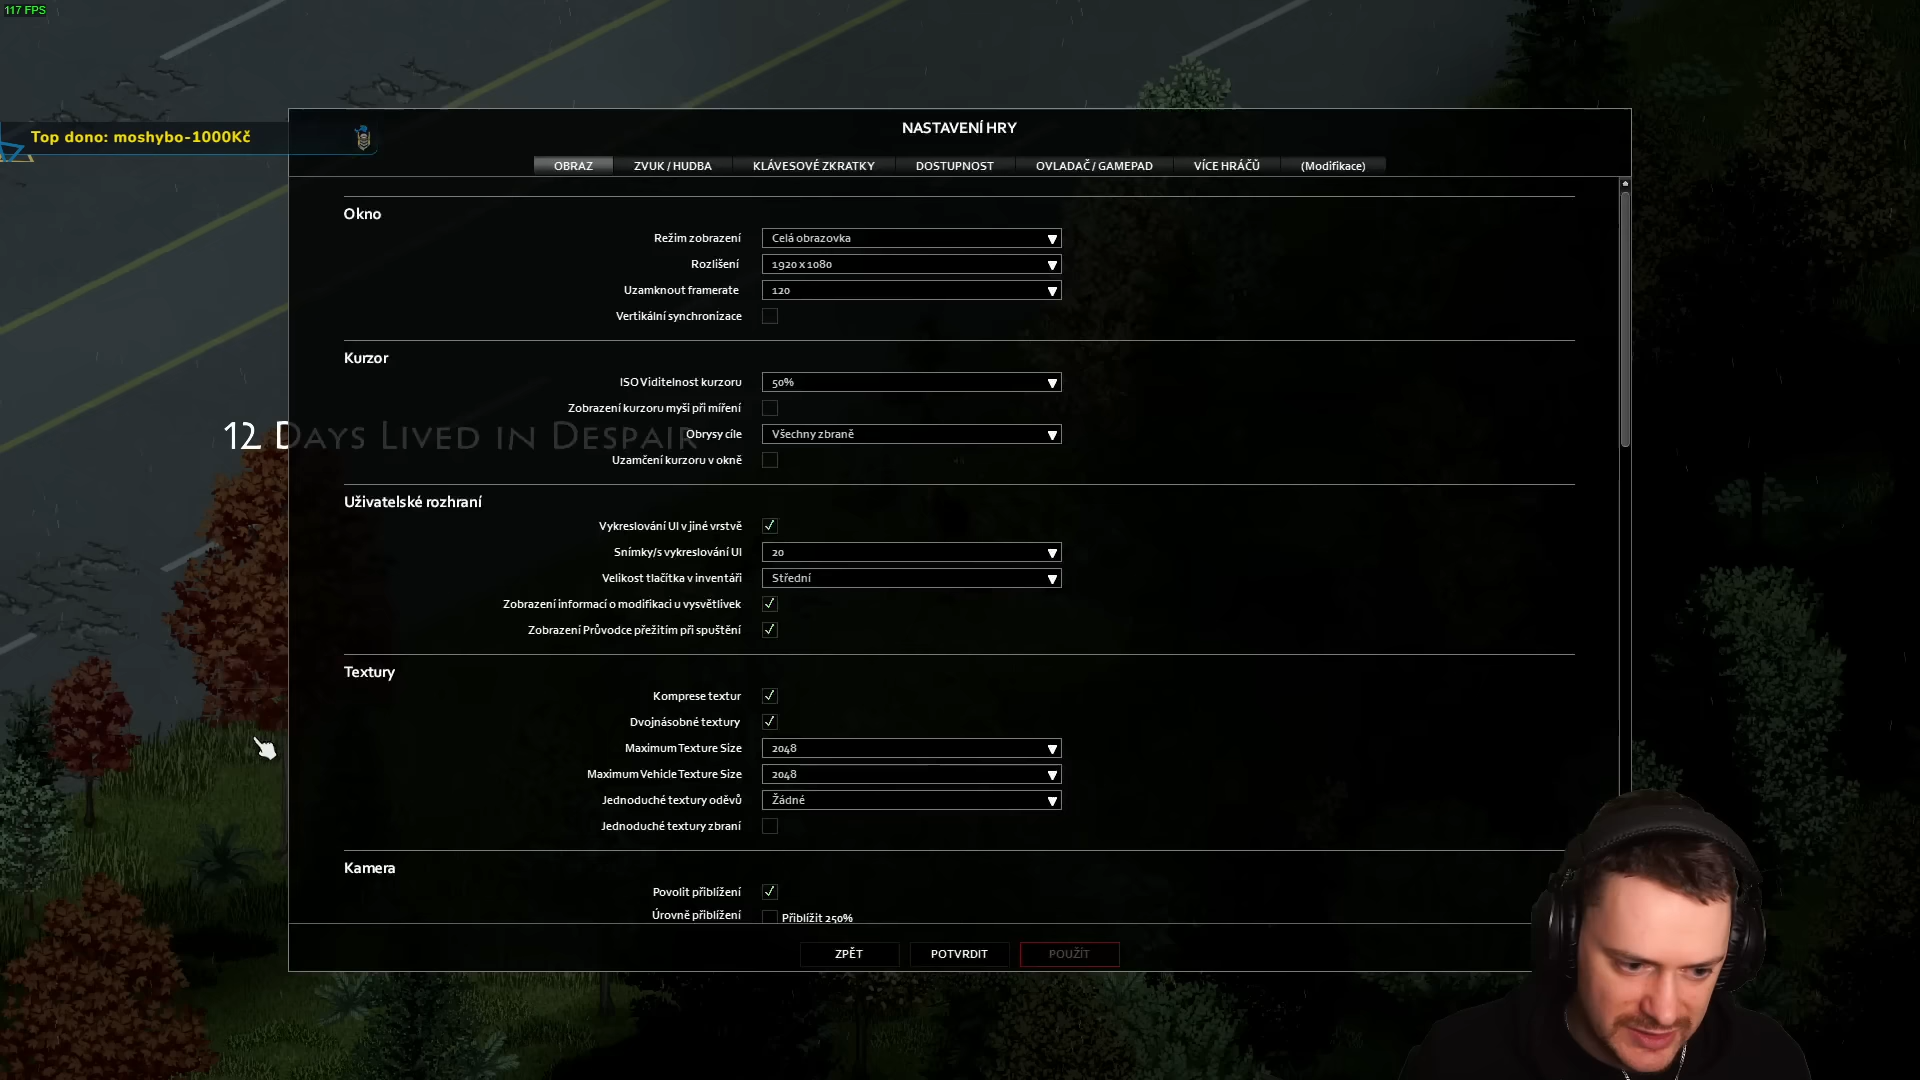 117 FPS
Top dono: moshybo-1000Kč
NASTAVENÍ HRY
OBRAZ
ZVUK / HUDBA
KLÁVESOVÉ ZKRATKY
DOSTUPNOST
OVLADAČ / GAMEPAD
VÍCE HRÁČŮ
(Modifikace)
Okno
Režim zobrazení Celá obrazovka
Rozlišení 1920 x 1080
Uzamknout framerate 120
Vertikální synchronizace
Kurzor
ISO Viditelnost kurzoru 50%
Zobrazení kurzoru myši při míření
12 Days Lived in Despair
Obrysy cíle Všechny zbraně
Uzamčení kurzoru v okně
Uživatelské rozhraní
Vykreslování UI v jiné vrstvě
Snímky/s vykreslování UI 20
Velikost tlačítka v inventáři Střední
Zobrazení informací o modifikaci u vysvětlivek
Zobrazení Průvodce přežitím při spuštění
Textury
Komprese textur
Dvojnásobné textury
Maximum Texture Size 2048
Maximum Vehicle Texture Size 2048
Jednoduché textury oděvů Žádné
Jednoduché textury zbraní
Kamera
Povolit přiblížení
Úrovně přiblížení Přiblížit 250%
ZPĚT
POTVRDIT
POUŽÍT